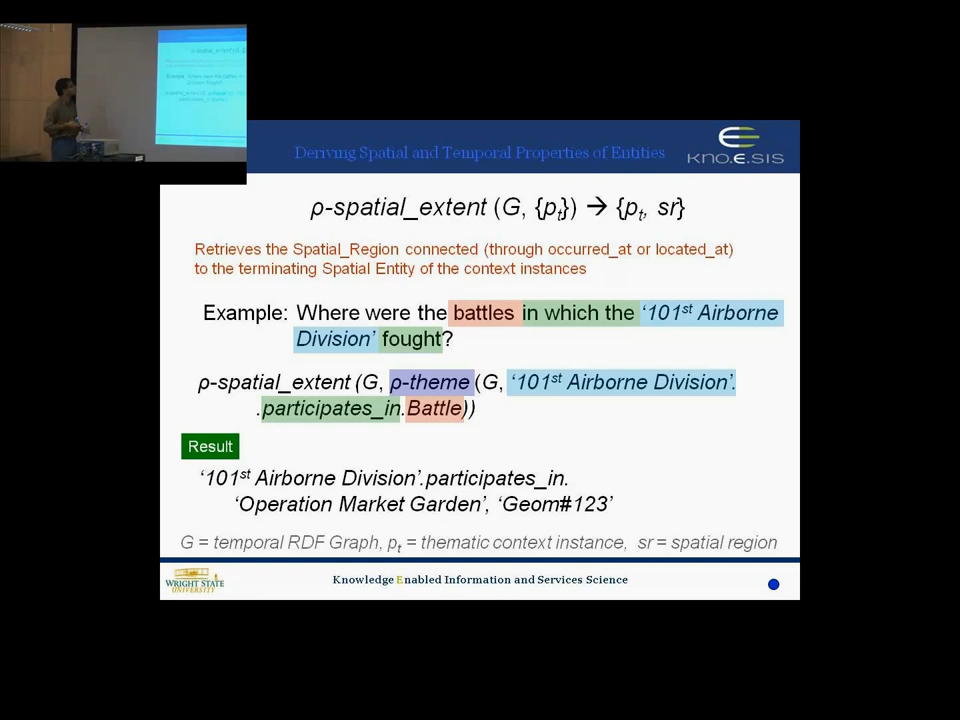 Deriving Spatial and Temporal Properties of Entities
KNO.E.SIS
ρ-spatial_extent (G, {pt}) → {pt, sr}
Retrieves the Spatial_Region connected (through occurred_at or located_at)
to the terminating Spatial Entity of the context instances
Example: Where were the battles in which the ‘101st Airborne
Division’ fought?
ρ-spatial_extent (G, ρ-theme (G, ‘101st Airborne Division’.
.participates_in.Battle))
Result
‘101st Airborne Division’.participates_in.
‘Operation Market Garden’, ‘Geom#123’
G = temporal RDF Graph, pt = thematic context instance, sr = spatial region
WRIGHT STATE
UNIVERSITY
Knowledge Enabled Information and Services Science